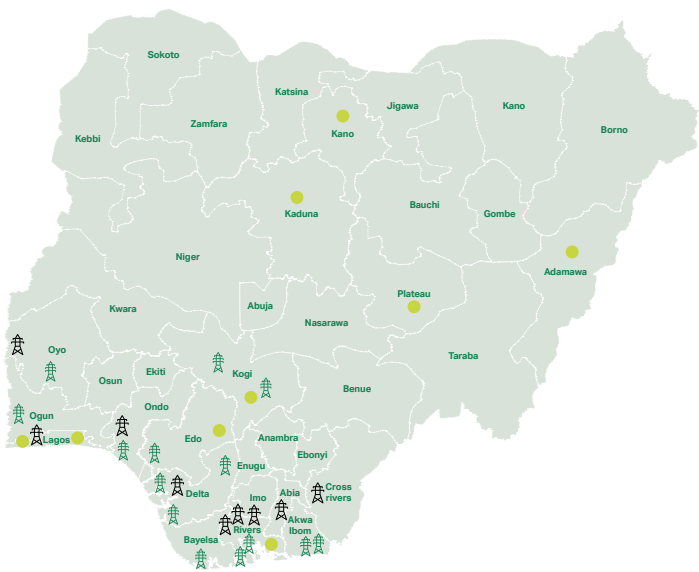 Sokoto
Katsina
Jigawa
Kano
Zamfara
Kano
Borno
Kebbi
Kaduna
Bauchi
Gombe
Niger
Adamawa
Plateau
Abuja
Kwara
Nasarawa
Oyo
Taraba
Osun
Ekiti
Kogi
Benue
Ondo
Ogun
Lagos
Edo
Anambra
Ebonyi
Enugu
Delta
Imo
Abia
Cross
rivers
Akwa
Ibom
Rivers
Bayelsa